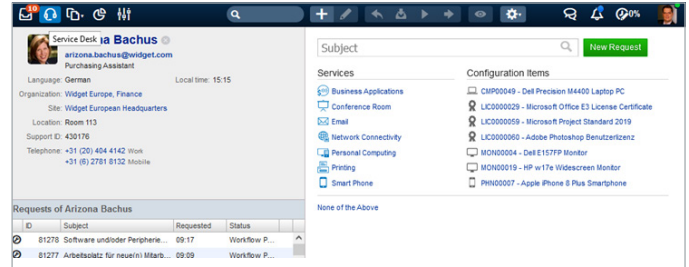 10
0%
Service Desk
na Bachus
arizona.bachus@widget.com
Purchasing Assistant
Language: German
Local time: 15:15
Organization: Widget Europe, Finance
Site: Widget European Headquarters
Location: Room 113
Support ID: 430176
Telephone: +31 (20) 404 4142 Work
+31 (6) 2781 8132 Mobile
Requests of Arizona Bachus
ID Subject Requested Status
81278 Software und/oder Peripherie... 09:17 Workflow P...
81277 Arbeitsplatz für neue(n) Mitarb... 09:09 Workflow P...
Subject
New Request
Services
Business Applications
Conference Room
Email
Network Connectivity
Personal Computing
Printing
Smart Phone
None of the Above
Configuration Items
CMP00049 - Dell Precision M4400 Laptop PC
LIC0000029 - Microsoft Office E3 License Certificate
LIC0000059 - Microsoft Project Standard 2019
LIC0000060 - Adobe Photoshop Benutzerlizenz
MON00004 - Dell E157FP Monitor
MON00019 - HP w17e Widescreen Monitor
PHN00007 - Apple iPhone 8 Plus Smartphone